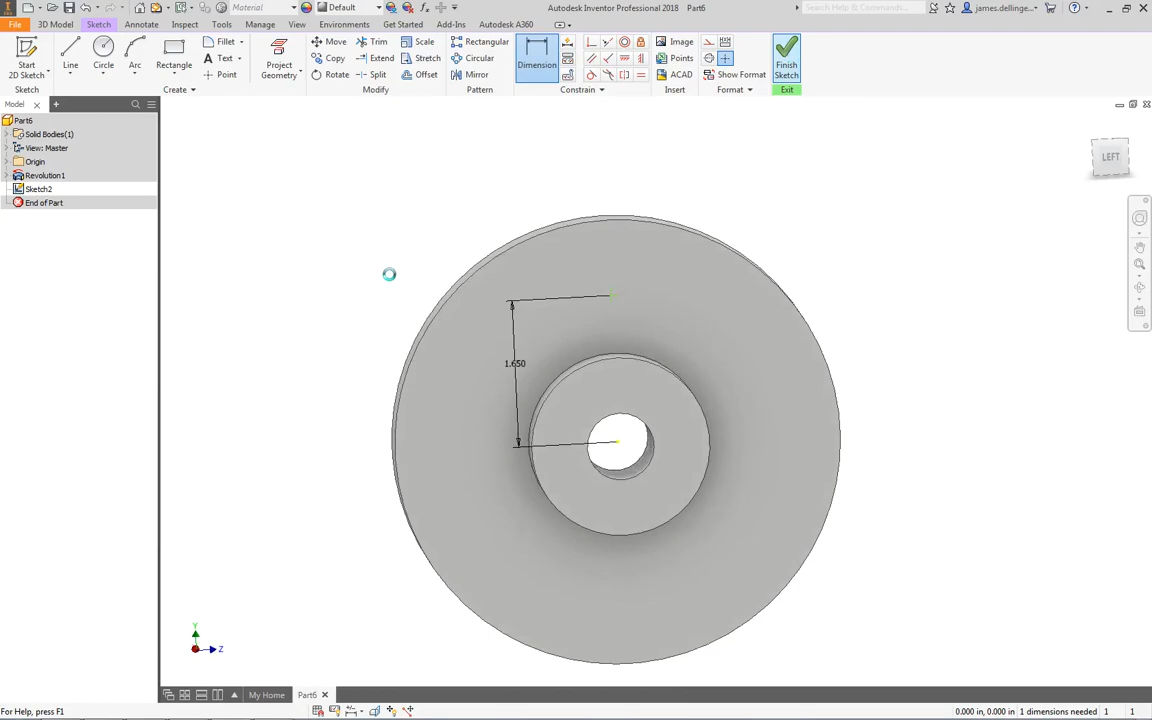 Material
Default
Autodesk Inventor Professional 2018
Part6
Search Help & Commands...
james.dellinge...
File
3D Model
Sketch
Annotate
Inspect
Tools
Manage
View
Environments
Get Started
Add-Ins
Autodesk A360
Start
2D Sketch
Line
Circle
Arc
Rectangle
Fillet
Text
Point
Project
Geometry
Move
Copy
Rotate
Trim
Extend
Split
Scale
Stretch
Offset
Rectangular
Circular
Mirror
Dimension
Image
Points
ACAD
Show Format
Finish
Sketch
Sketch
Create
Modify
Pattern
Constrain
Insert
Format
Exit
Model
Part6
Solid Bodies(1)
View: Master
Origin
Revolution1
Sketch2
End of Part
LEFT
1.650
Y
Z
My Home
Part6
For Help, press F1
0.000 in, 0.000 in
1 dimensions needed
1
1